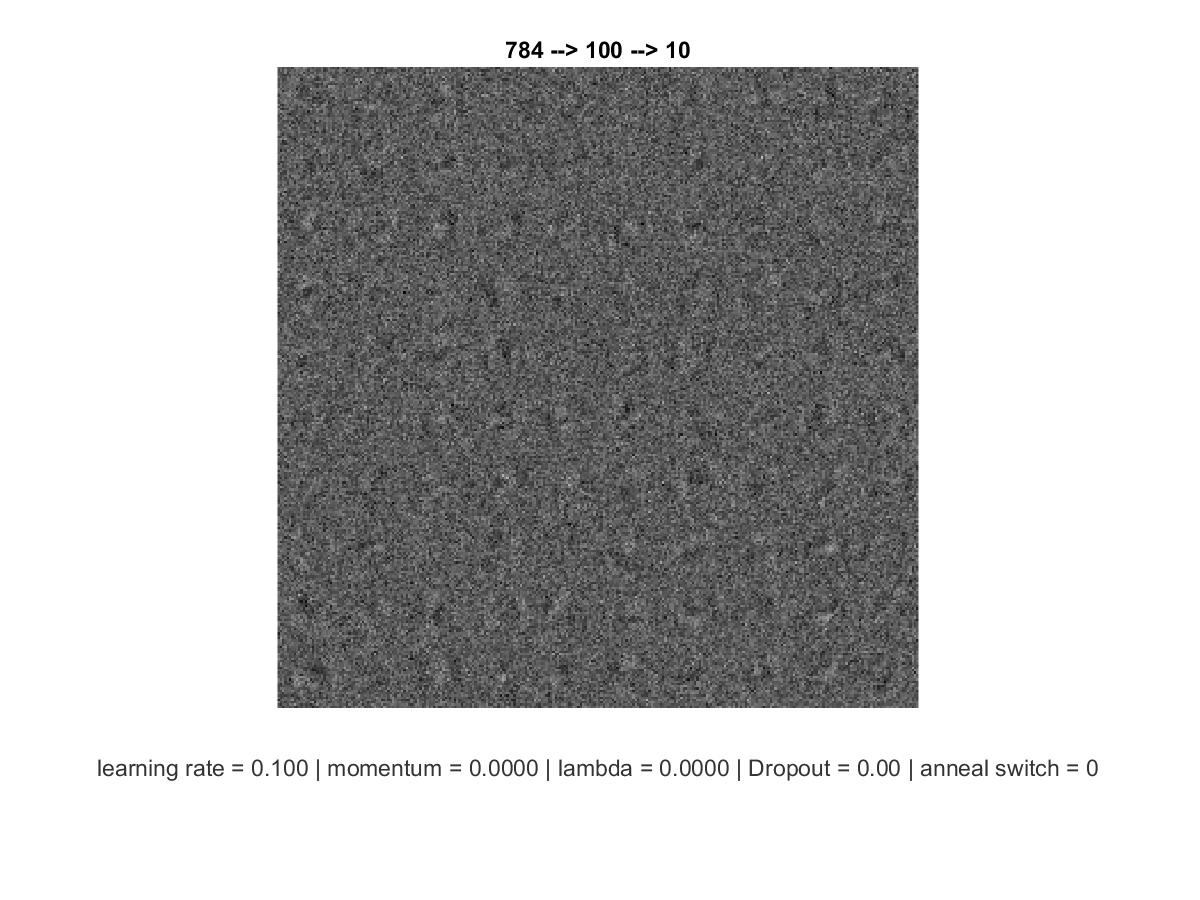 784 --> 100 --> 10
learning rate = 0.100 | momentum = 0.0000 | lambda = 0.0000 | Dropout = 0.00 | anneal switch = 0